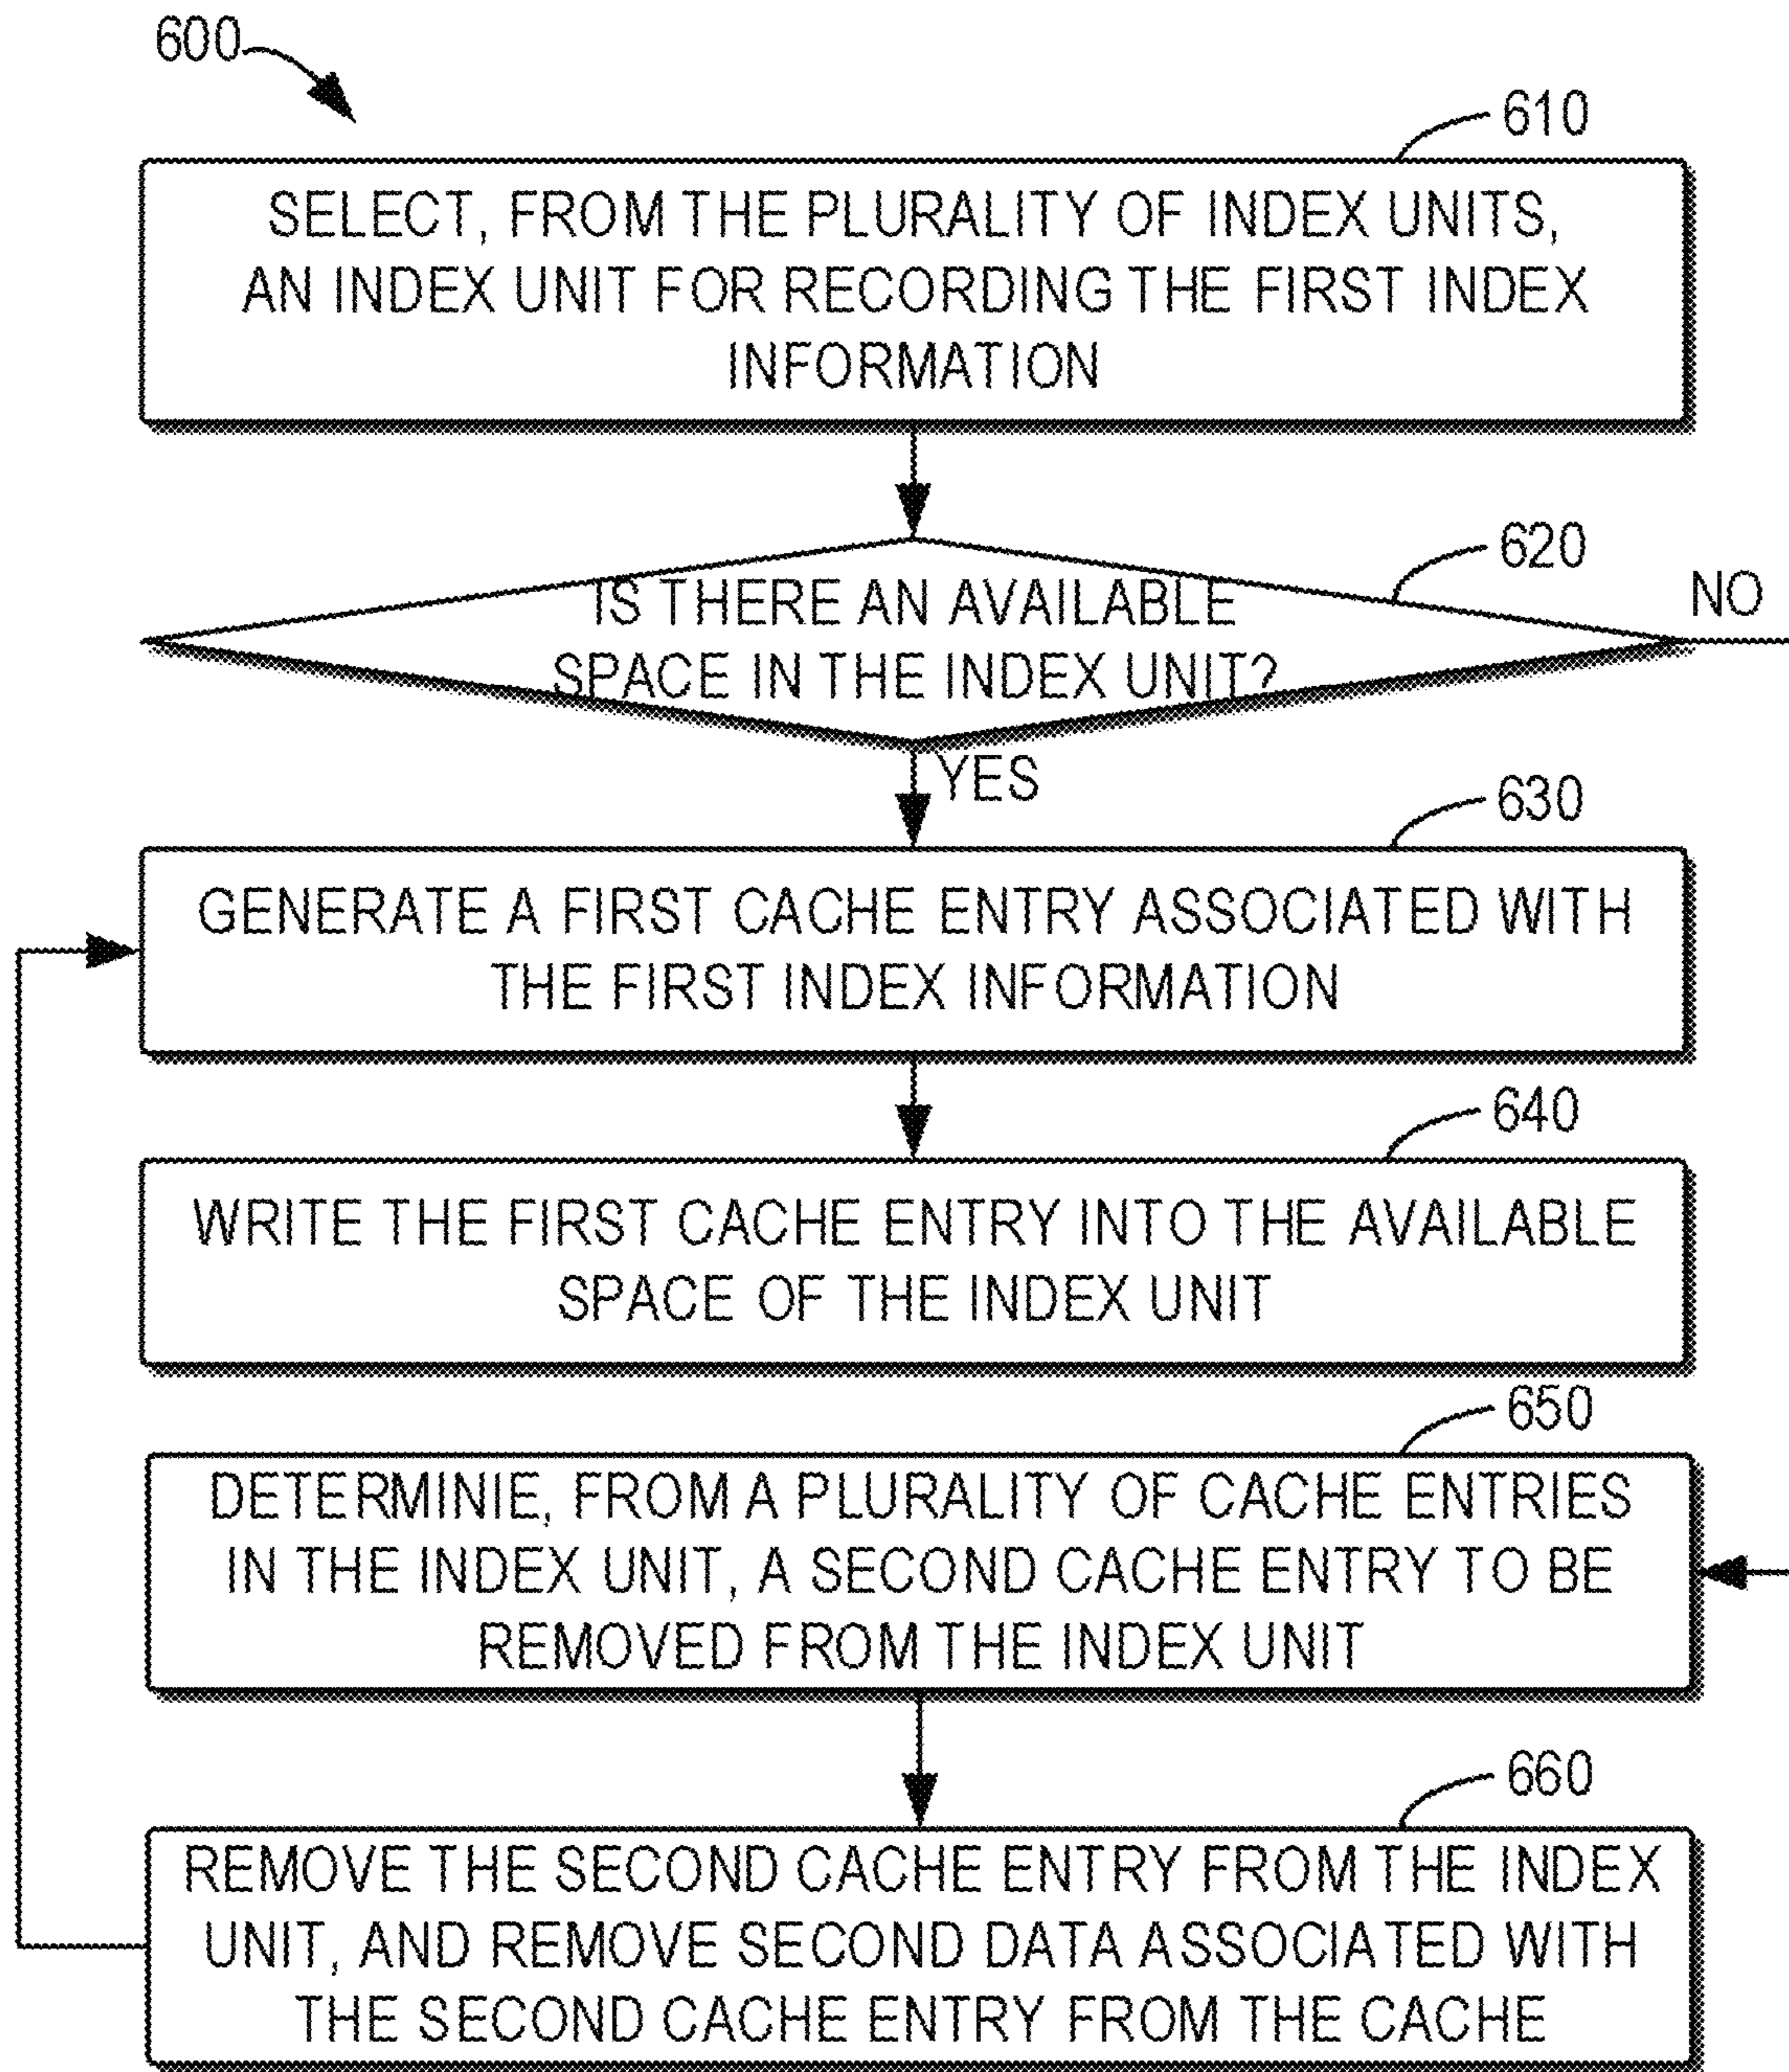 600
610
SELECT, FROM THE PLURALITY OF INDEX UNITS,
AN INDEX UNIT FOR RECORDING THE FIRST INDEX
INFORMATION
620
NO
IS THERE AN AVAILABLE
SPACE IN THE INDEX UNIT?
YES
630
GENERATE A FIRST CACHE ENTRY ASSOCIATED WITH
THE FIRST INDEX INFORMATION
640
WRITE THE FIRST CACHE ENTRY INTO THE AVAILABLE
SPACE OF THE INDEX UNIT
650
DETERMINIE, FROM A PLURALITY OF CACHE ENTRIES
IN THE INDEX UNIT, A SECOND CACHE ENTRY TO BE
REMOVED FROM THE INDEX UNIT
660
REMOVE THE SECOND CACHE ENTRY FROM THE INDEX
UNIT, AND REMOVE SECOND DATA ASSOCIATED WITH
THE SECOND CACHE ENTRY FROM THE CACHE